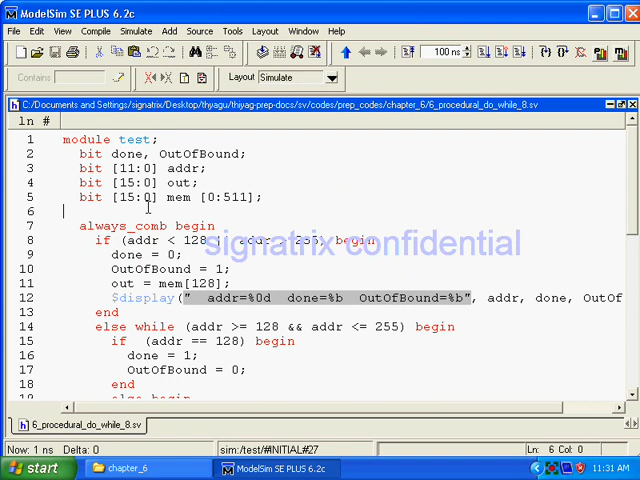 ModelSim SE PLUS 6.2c
File Edit View Compile Simulate Add Source Tools Layout Window Help
100 ns
Contains Layout Simulate
C:/Documents and Settings/signatrix/Desktop/thyagu/thiyag-prep-docs/sv/codes/prep_codes/chapter_6/6_procedural_do_while_8.sv
ln #
1 module test;
2 bit done, OutOfBound;
3 bit [11:0] addr;
4 bit [15:0] out;
5 bit [15:0] mem [0:511];
6
7 always_comb begin
8 if (addr < 128 || addr > 255) begin
signatrix confidential
9 done = 0;
10 OutOfBound = 1;
11 out = mem[128];
12 $display(" addr=%0d done=%b OutOfBound=%b", addr, done, OutOf
13 end
14 else while (addr >= 128 && addr <= 255) begin
15 if (addr == 128) begin
16 done = 1;
17 OutOfBound = 0;
18 end
19 else begin
6_procedural_do_while_8.sv
Now: 1 ns Delta: 0 sim:/test/#INITIAL#27 Ln: 6 Col: 0
start chapter_6 ModelSim SE PLUS 6.2c 11:31 AM